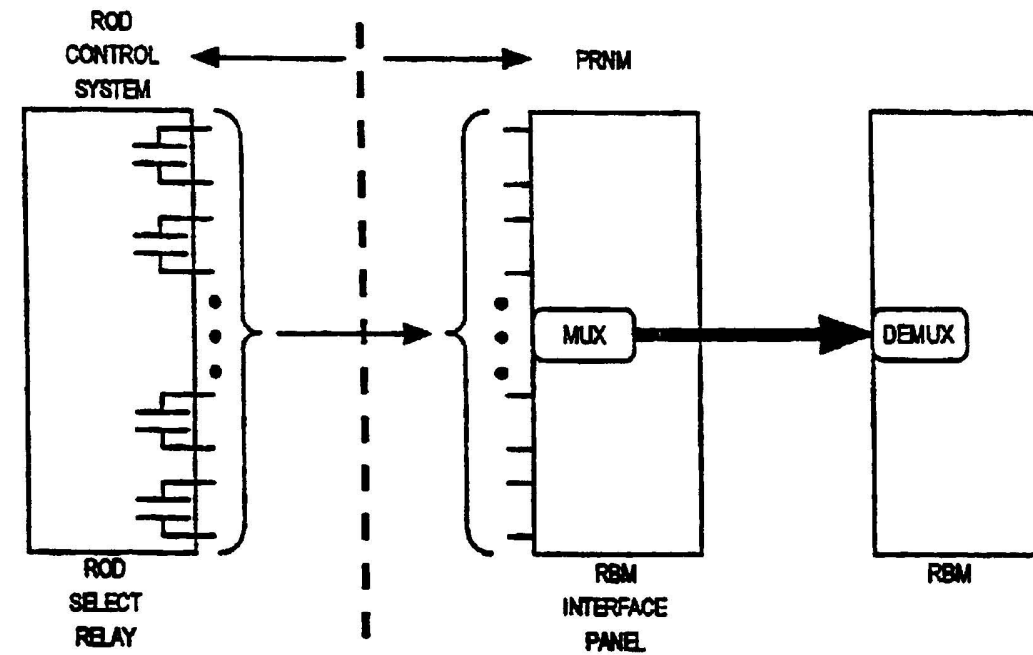 ROD
CONTROL
SYSTEM
PRNM
MUX
DEMUX
ROD
SELECT
RELAY
RBM
INTERFACE
PANEL
RBM